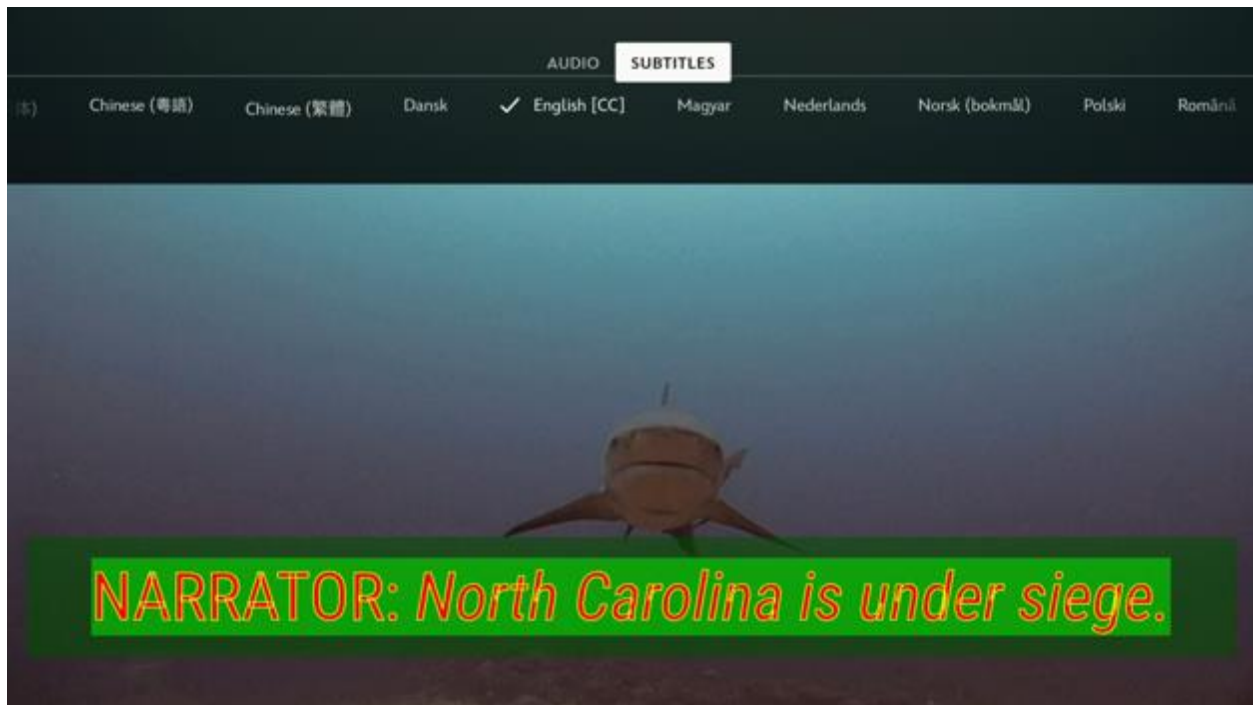 AUDIO SUBTITLES
Chinese (粵語) Chinese (繁體) Dansk ✓ English [CC] Magyar Nederlands Norsk (bokmål) Polski Română
NARRATOR: North Carolina is under siege.